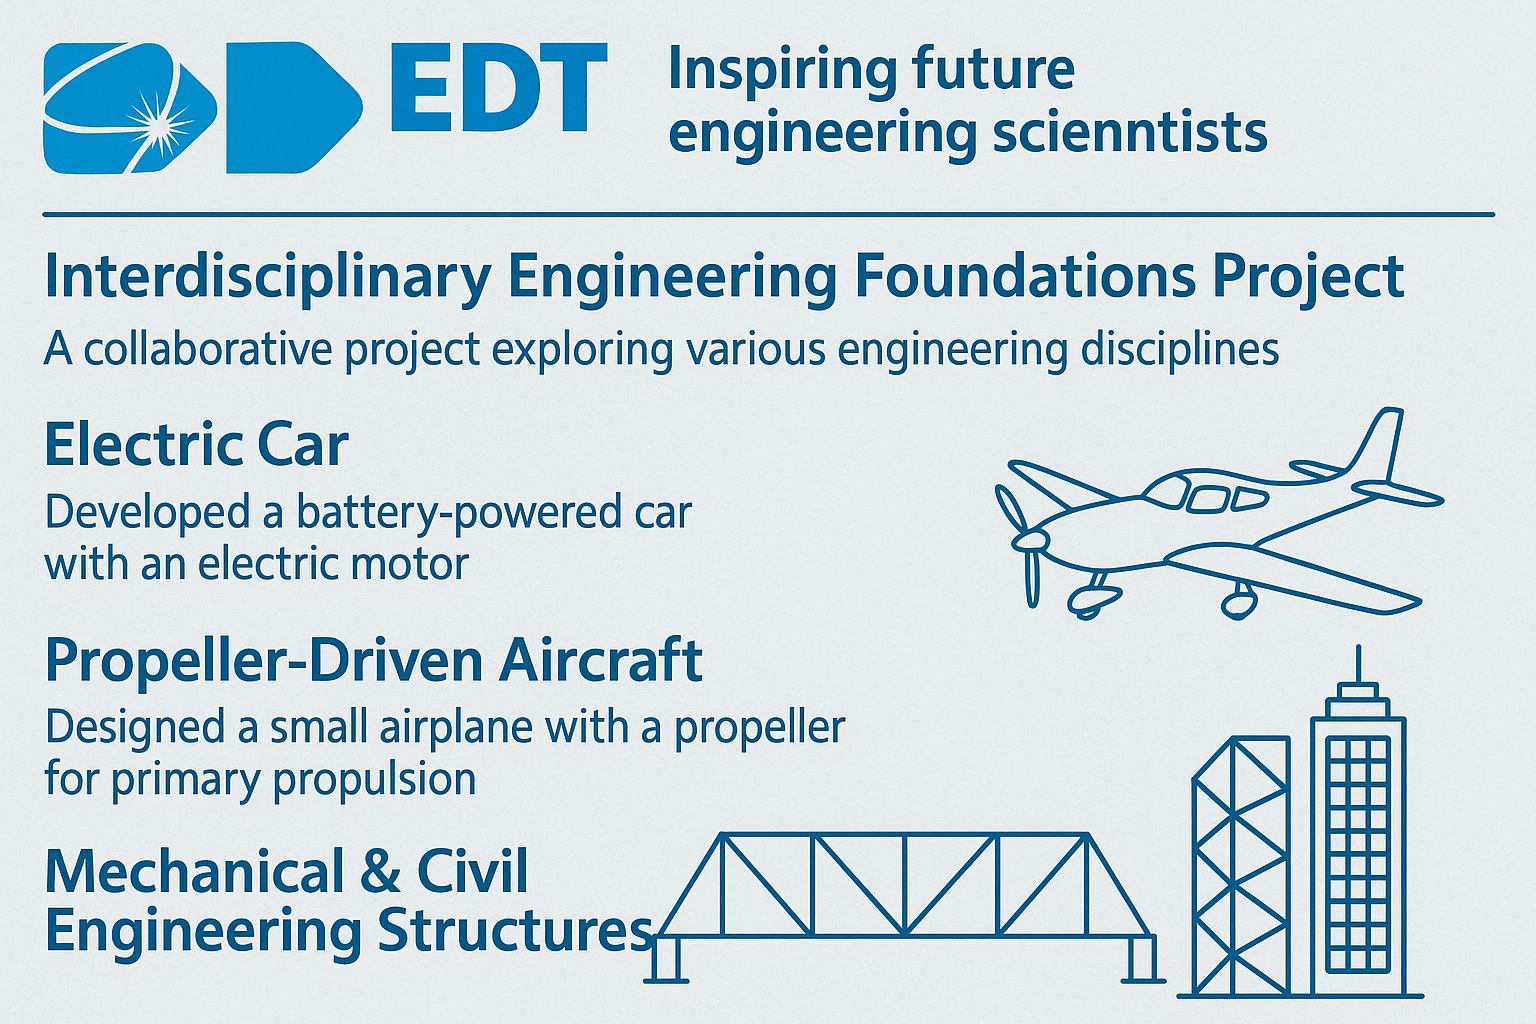 EDT
Inspiring future
engineering scienntists
Interdisciplinary Engineering Foundations Project
A collaborative project exploring various engineering disciplines
Electric Car
Developed a battery-powered car
with an electric motor
Propeller-Driven Aircraft
Designed a small airplane with a propeller
for primary propulsion
Mechanical & Civil
Engineering Structures